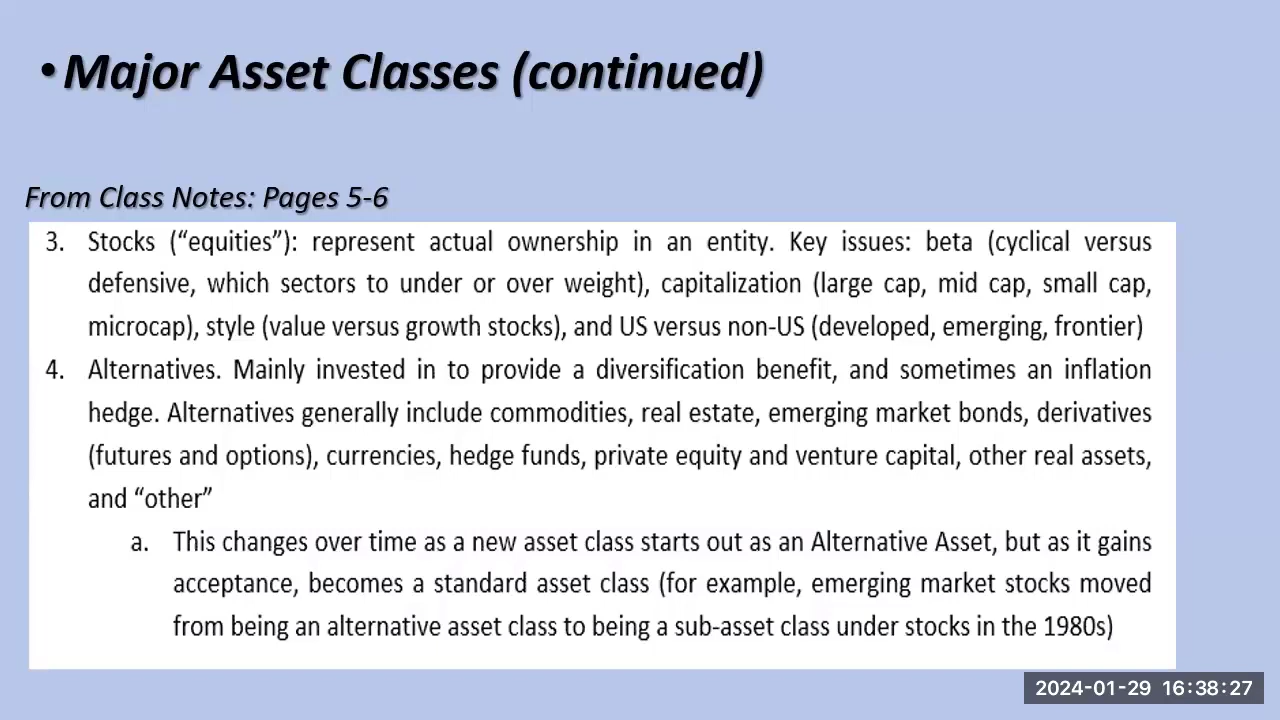 • Major Asset Classes (continued)
From Class Notes: Pages 5-6
3. Stocks (“equities”): represent actual ownership in an entity. Key issues: beta (cyclical versus
defensive, which sectors to under or over weight), capitalization (large cap, mid cap, small cap,
microcap), style (value versus growth stocks), and US versus non-US (developed, emerging, frontier)
4. Alternatives. Mainly invested in to provide a diversification benefit, and sometimes an inflation
hedge. Alternatives generally include commodities, real estate, emerging market bonds, derivatives
(futures and options), currencies, hedge funds, private equity and venture capital, other real assets,
and “other”
a. This changes over time as a new asset class starts out as an Alternative Asset, but as it gains
acceptance, becomes a standard asset class (for example, emerging market stocks moved
from being an alternative asset class to being a sub-asset class under stocks in the 1980s)
2024-01-29 16:38:27